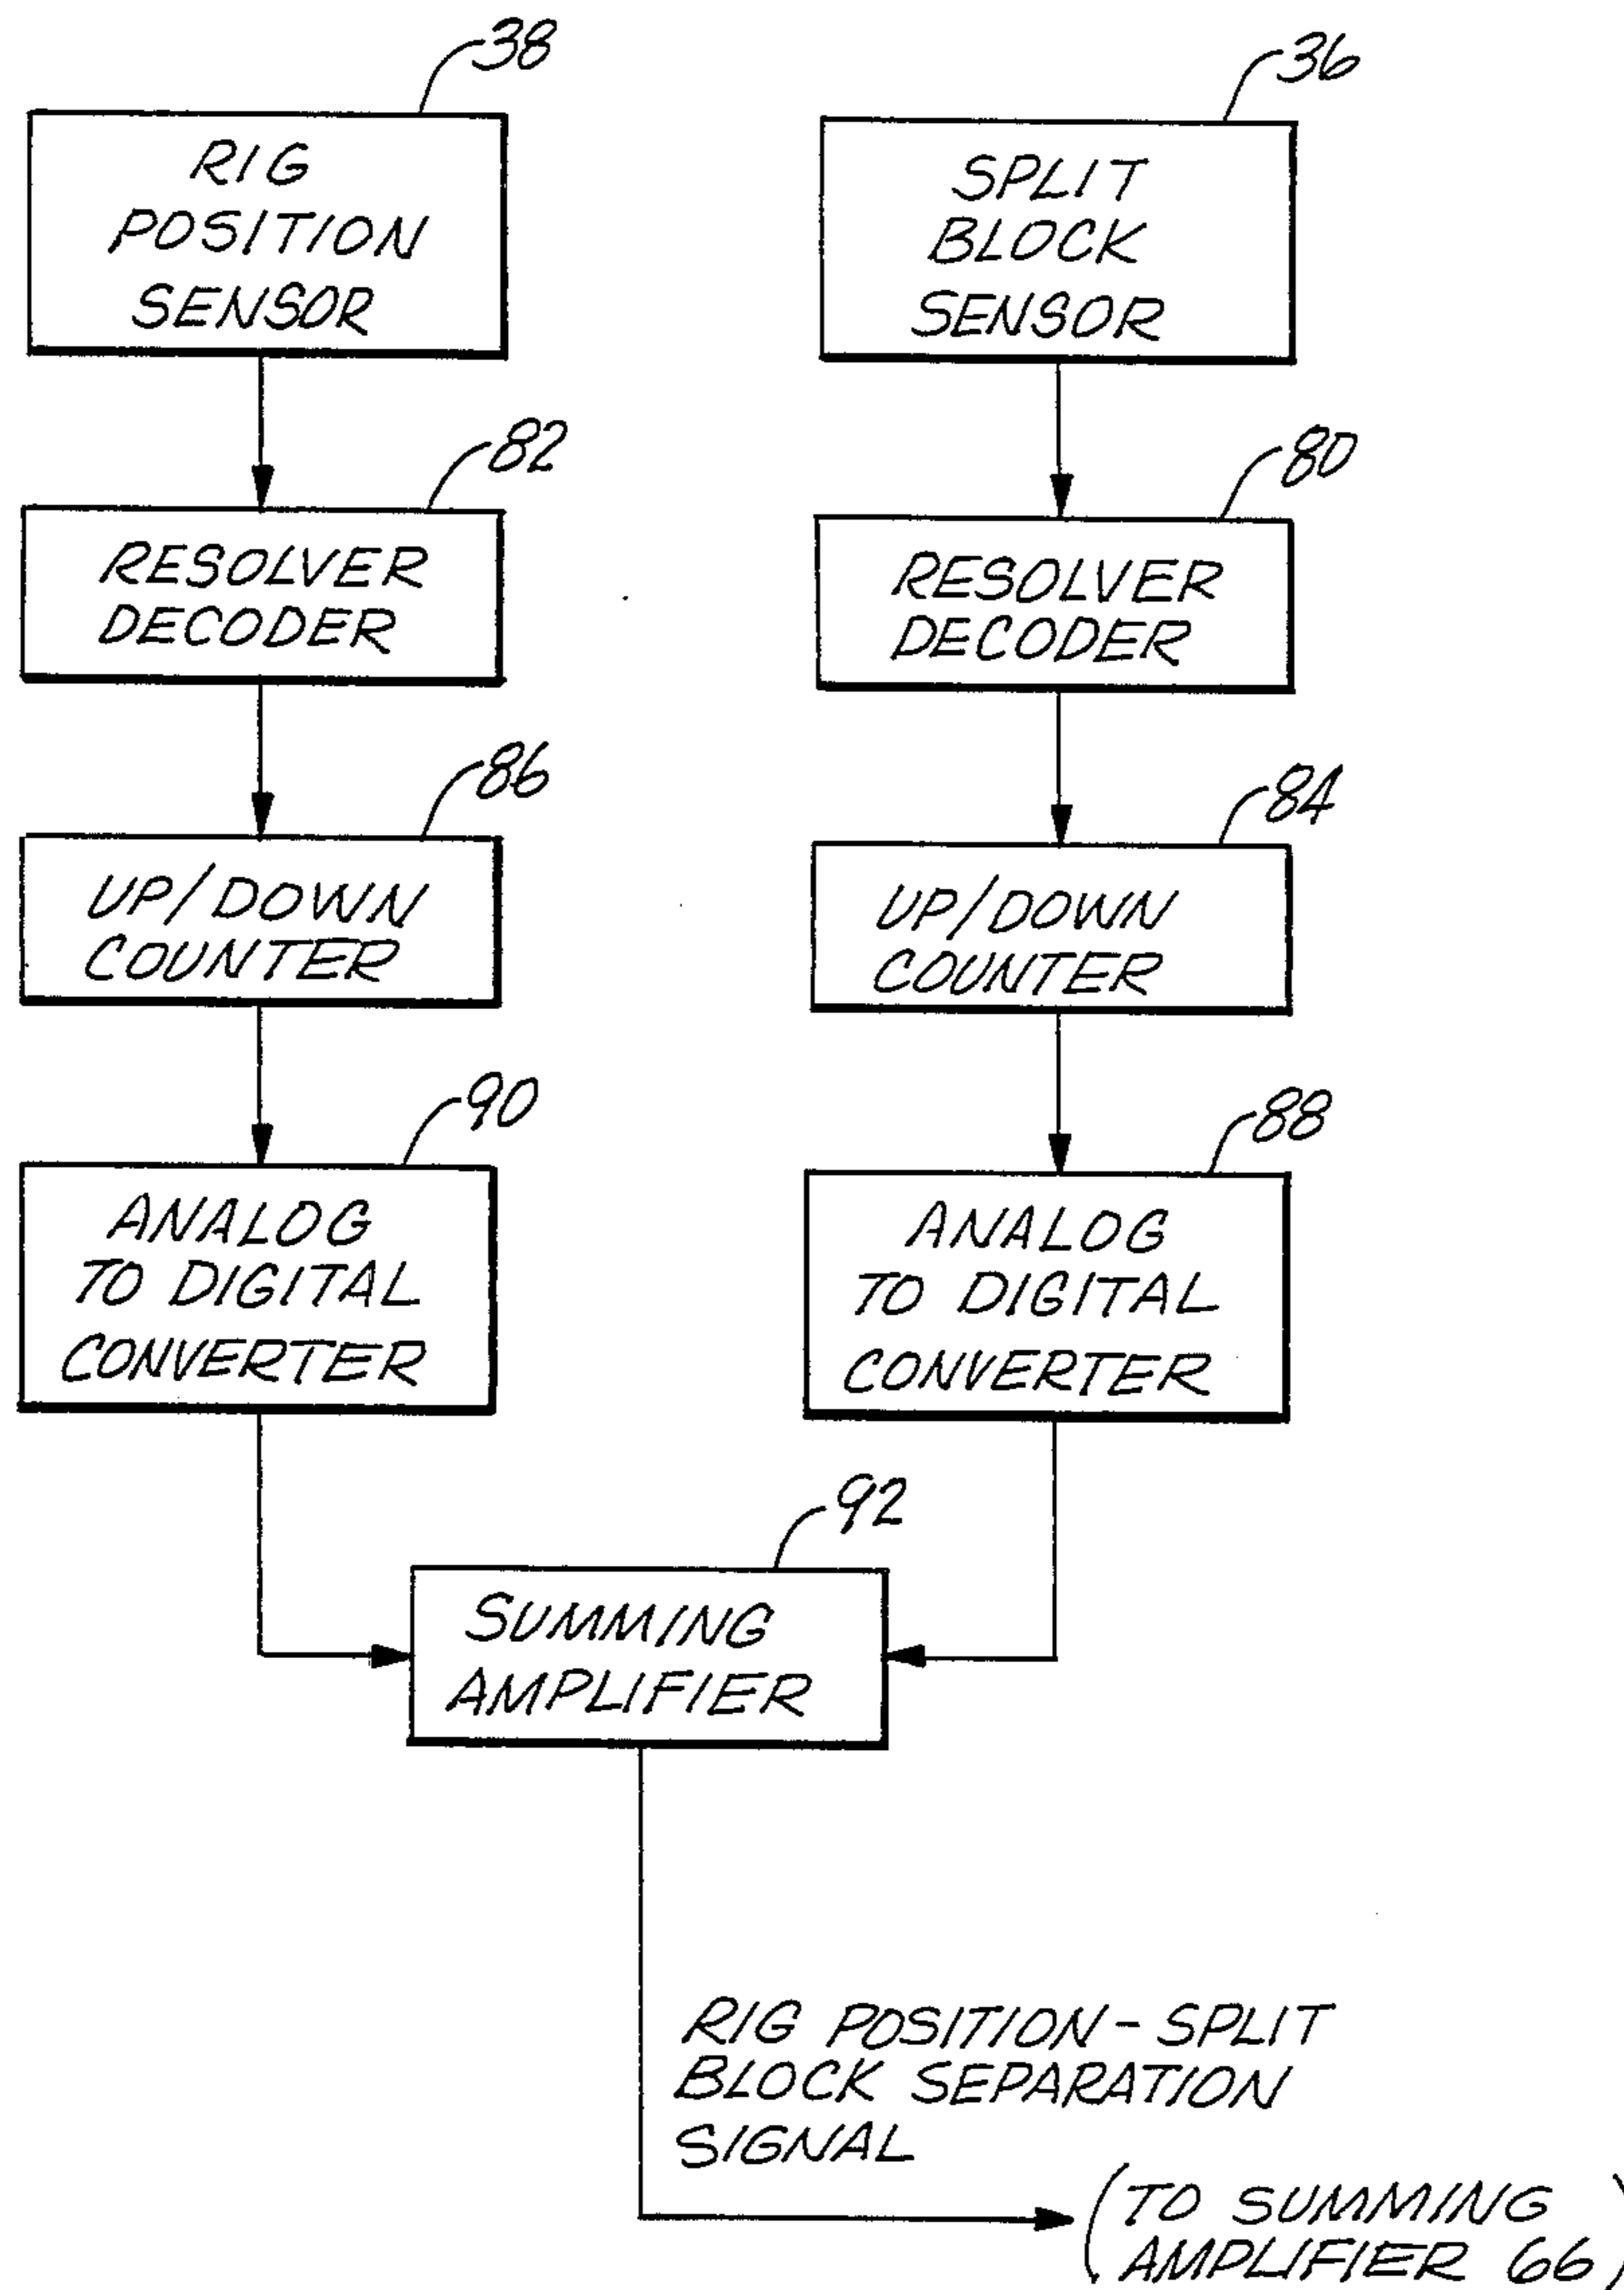 38
RIG
POSITION
SENSOR
82
RESOLVER
DECODER
86
UP/DOWN
COUNTER
90
ANALOG
TO DIGITAL
CONVERTER
36
SPLIT
BLOCK
SENSOR
80
RESOLVER
DECODER
84
UP/DOWN
COUNTER
88
ANALOG
TO DIGITAL
CONVERTER
92
SUMMING
AMPLIFIER
RIG POSITION-SPLIT
BLOCK SEPARATION
SIGNAL
(TO SUMMING
AMPLIFIER 66)